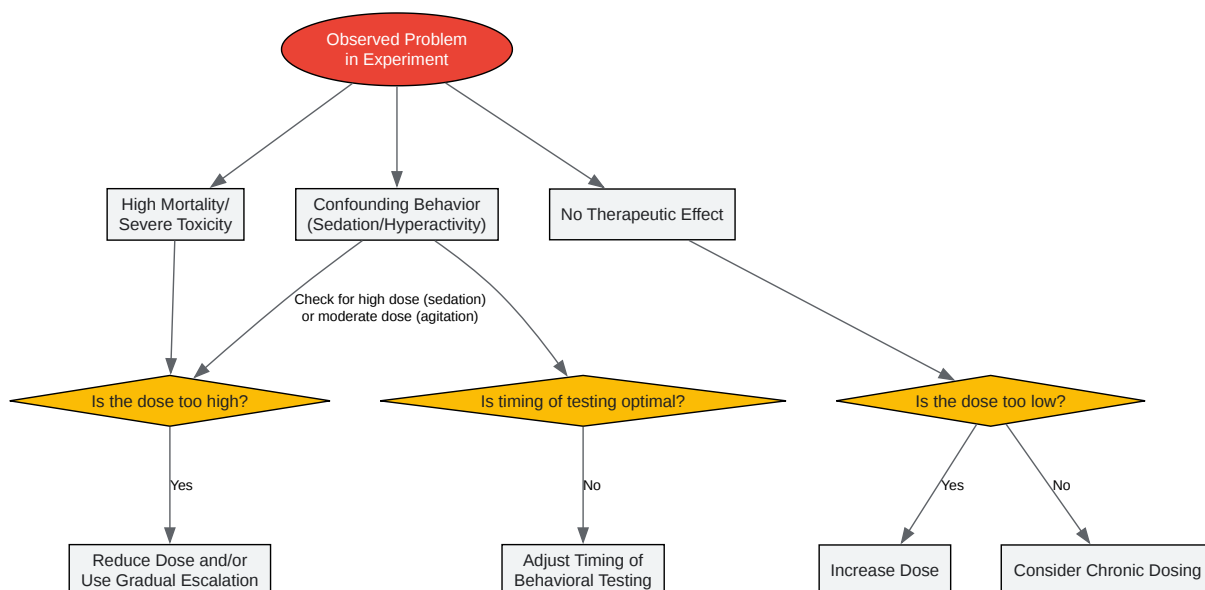 Observed Problem
in Experiment
High Mortality/
Severe Toxicity
Confounding Behavior
(Sedation/Hyperactivity)
No Therapeutic Effect
Check for high dose (sedation)
or moderate dose (agitation)
Is the dose too high?
Is timing of testing optimal?
Is the dose too low?
Yes
No
Yes
No
Reduce Dose and/or
Use Gradual Escalation
Adjust Timing of
Behavioral Testing
Increase Dose
Consider Chronic Dosing